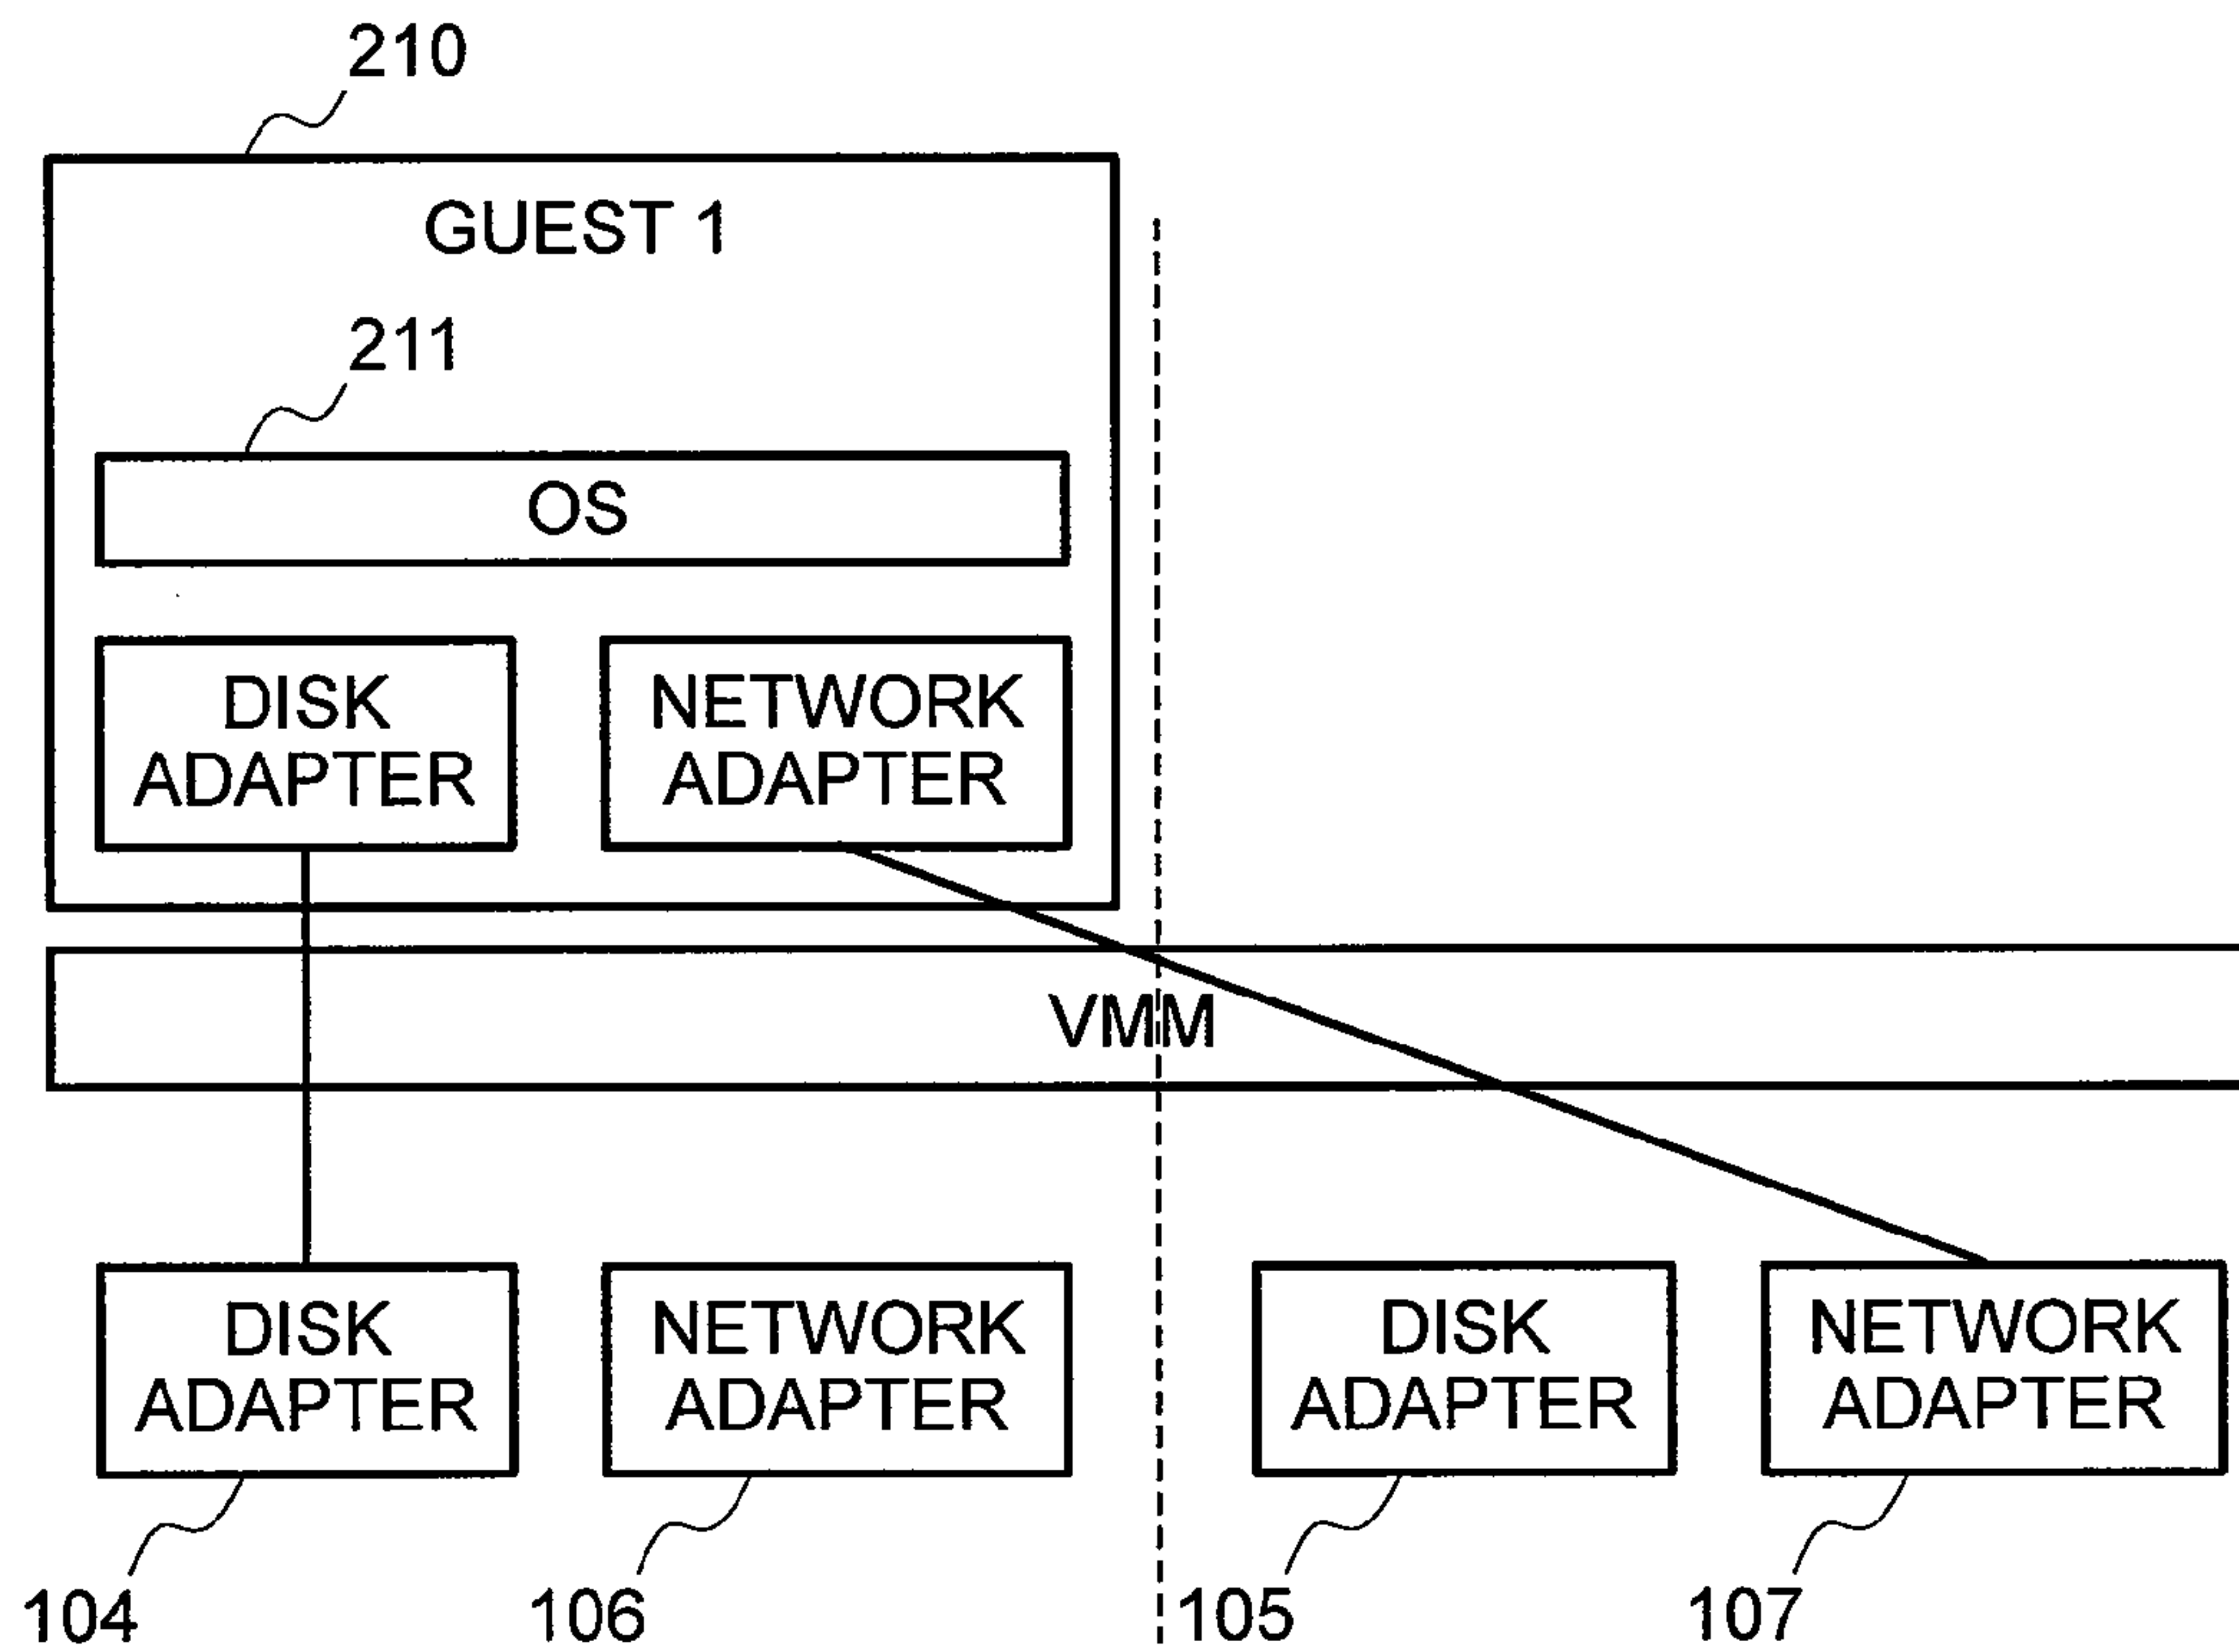 210
GUEST 1
211
OS
DISK
ADAPTER
NETWORK
ADAPTER
VMM
DISK
ADAPTER
NETWORK
ADAPTER
DISK
ADAPTER
NETWORK
ADAPTER
104
106
105
107